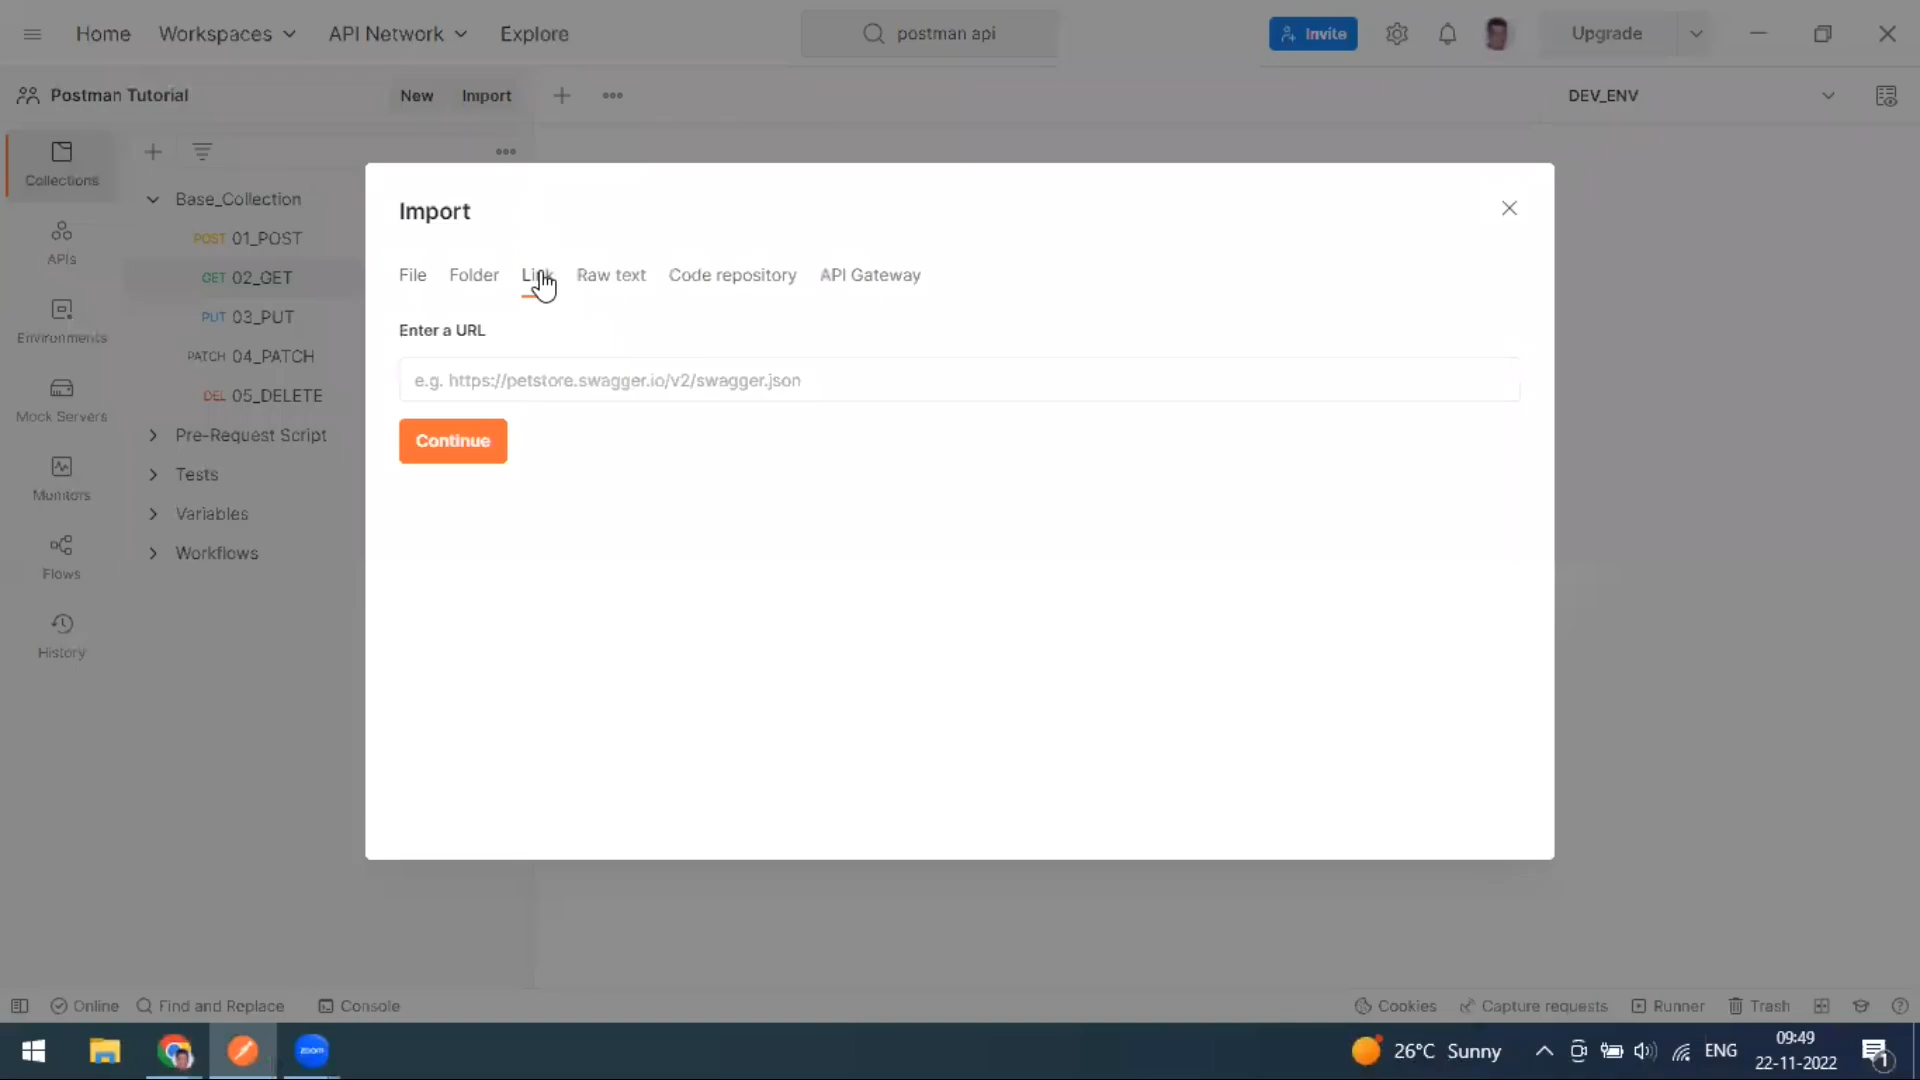 Home Workspaces API Network Explore postman api Invite Upgrade
Postman Tutorial New Import DEV_ENV
Collections
APIs
Environments
Mock Servers
Monitors
Flows
History
Base_Collection
POST 01_POST
GET 02_GET
PUT 03_PUT
PATCH 04_PATCH
DEL 05_DELETE
Pre-Request Script
Tests
Variables
Workflows
Import
File Folder Link Raw text Code repository API Gateway
Enter a URL
e.g. https://petstore.swagger.io/v2/swagger.json
Continue
Online Find and Replace Console Cookies Capture requests Runner Trash
zoom 26°C Sunny ENG 09:49
22-11-2022 1